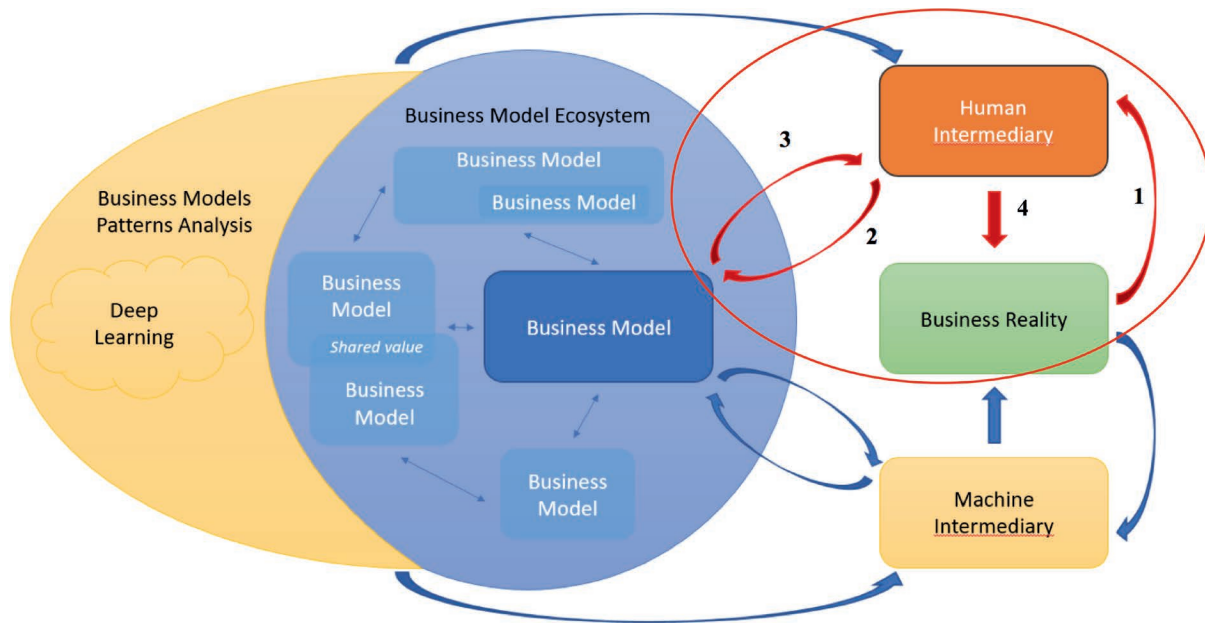 Business Model Ecosystem
Business Model
Business Model
Business Models
Patterns Analysis
Deep
Learning
Business
Model
Shared value
Business
Model
Business Model
Business
Model
Human
Intermediary
3
2
4
1
Business Reality
Machine
Intermediary